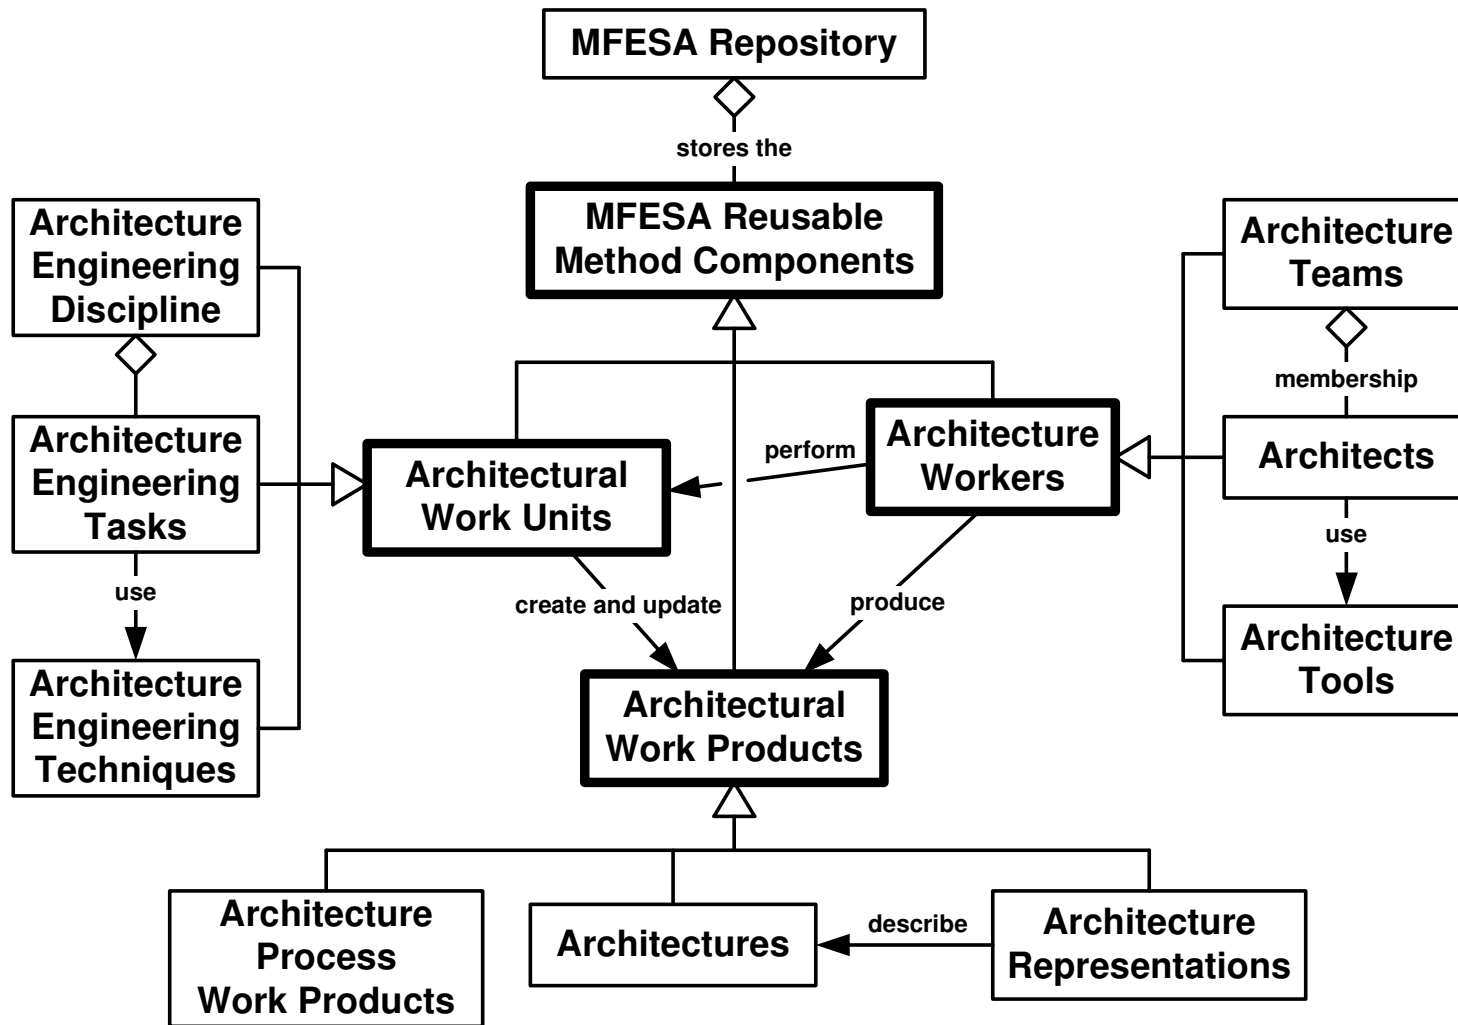 MFESA Repository
stores the
MFESA Reusable
Method Components
Architecture
Engineering
Discipline
Architecture
Teams
membership
Architecture
Engineering
Tasks
Architectural
Work Units
perform
Architecture
Workers
Architects
use
create and update
produce
use
Architecture
Engineering
Techniques
Architectural
Work Products
Architecture
Tools
Architecture
Process
Work Products
Architectures
describe
Architecture
Representations